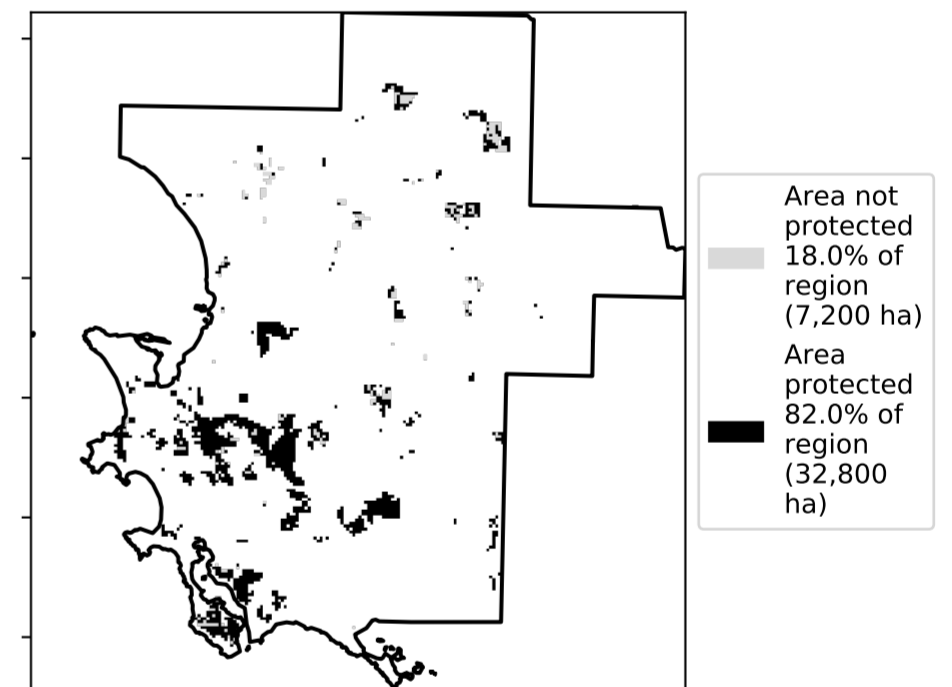 Area not
protected
18.0% of
region
(7,200 ha)
Area
protected
82.0% of
region
(32,800
ha)